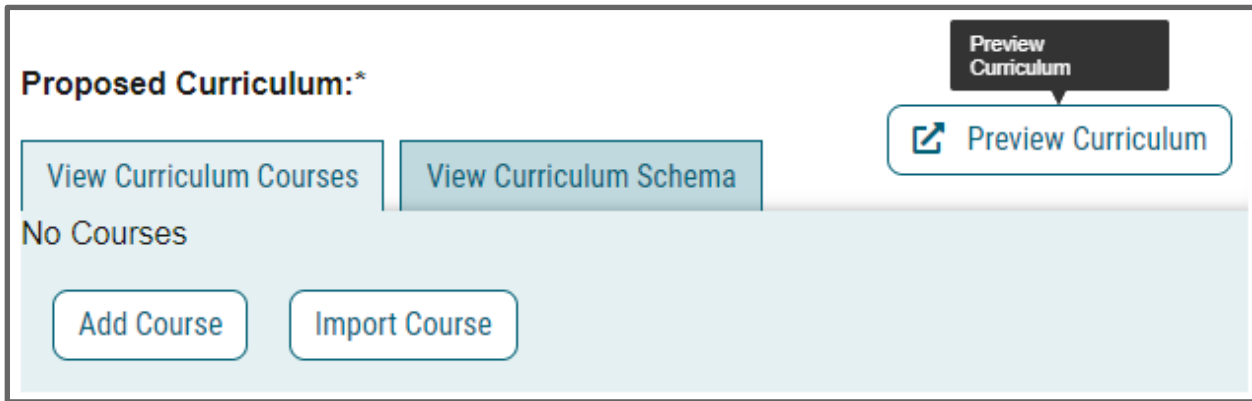 Preview
Curriculum
Proposed Curriculum:*
Preview Curriculum
View Curriculum Courses
View Curriculum Schema
No Courses
Add Course
Import Course